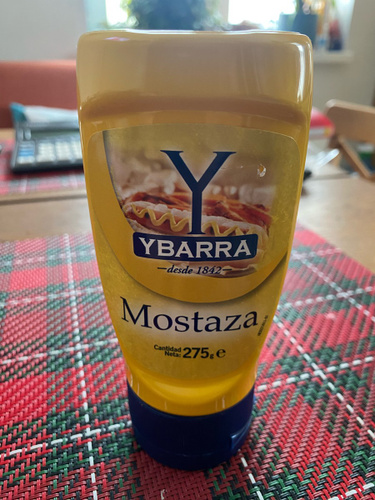 Y
YBARRA
desde 1842
Mostaza
Cantidad
Neta: 275g e